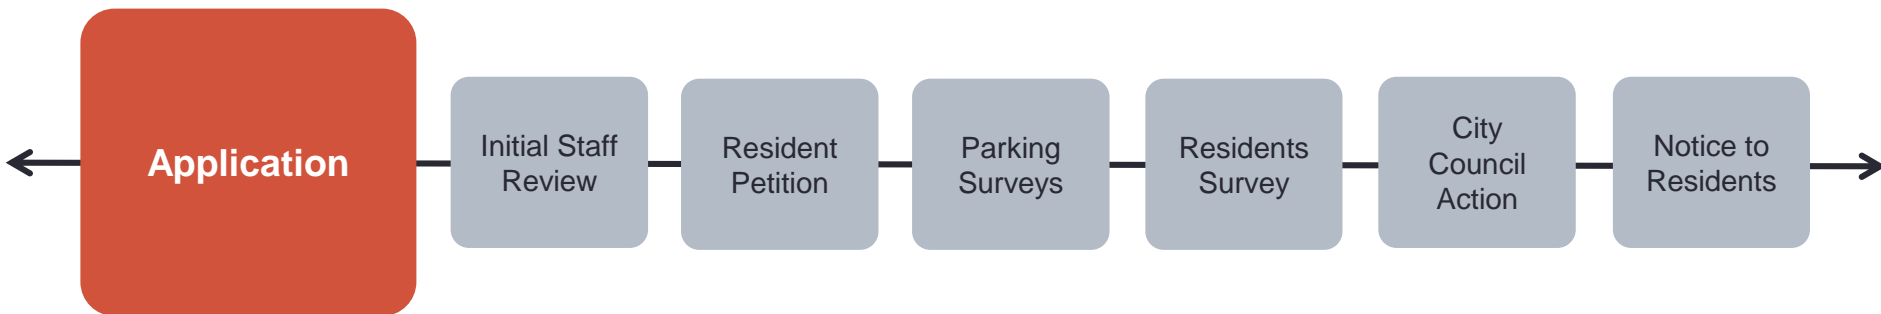 Application
Initial Staff
Review
Resident
Petition
Parking
Surveys
Residents
Survey
City
Council
Action
Notice to
Residents